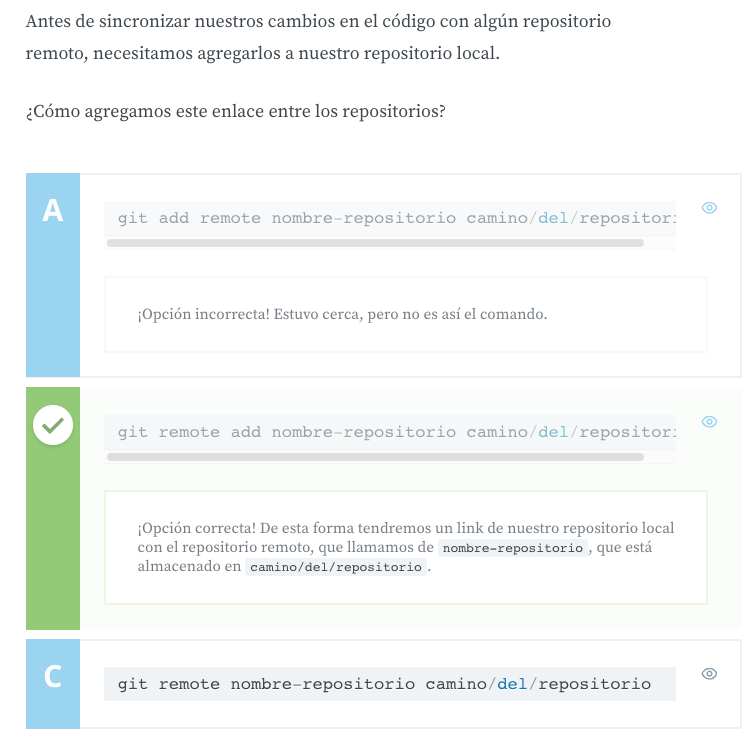 Antes de sincronizar nuestros cambios en el código con algún repositorio
remoto, necesitamos agregarlos a nuestro repositorio local.
¿Cómo agregamos este enlace entre los repositorios?
A
git add remote nombre-repositorio camino/del/repositori
¡Opción incorrecta! Estuvo cerca, pero no es así el comando.
git remote add nombre-repositorio camino/del/repositori
¡Opción correcta! De esta forma tendremos un link de nuestro repositorio local
con el repositorio remoto, que llamamos de nombre-repositorio, que está
almacenado en camino/del/repositorio.
C
git remote nombre-repositorio camino/del/repositorio